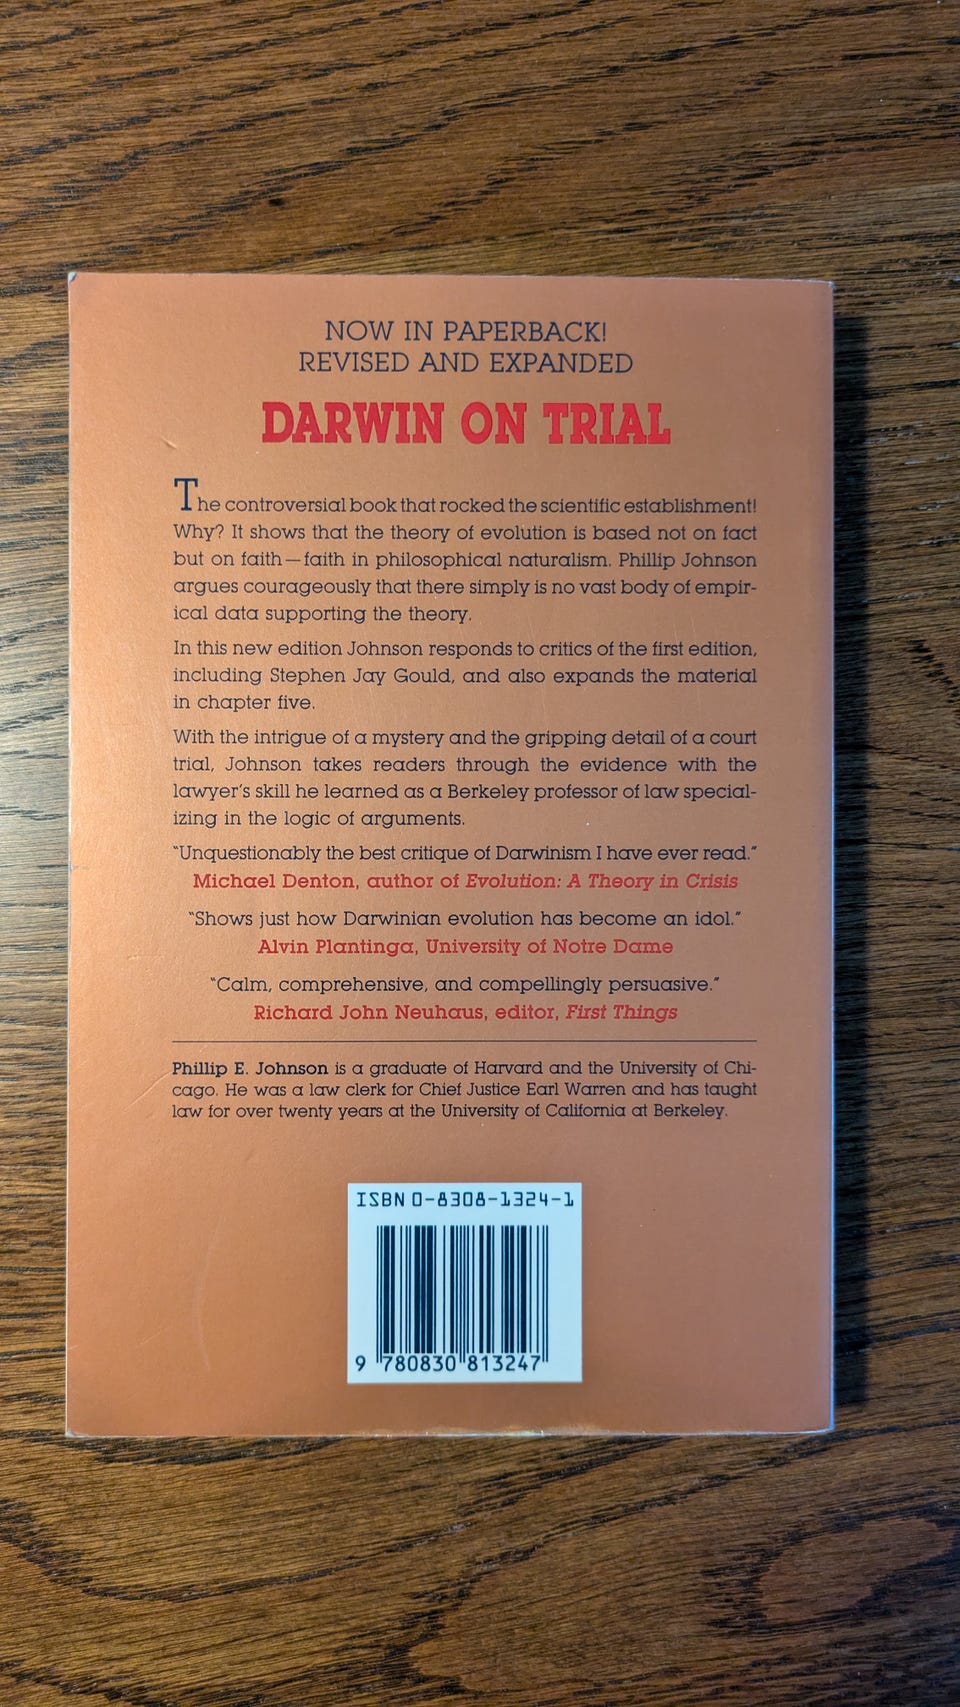 NOW IN PAPERBACK!
REVISED AND EXPANDED
DARWIN ON TRIAL
The controversial book that rocked the scientific establishment!
Why? It shows that the theory of evolution is based not on fact
but on faith—faith in philosophical naturalism. Phillip Johnson
argues courageously that there simply is no vast body of empir-
ical data supporting the theory.
In this new edition Johnson responds to critics of the first edition,
including Stephen Jay Gould, and also expands the material
in chapter five.
With the intrigue of a mystery and the gripping detail of a court
trial, Johnson takes readers through the evidence with the
lawyer's skill he learned as a Berkeley professor of law special-
izing in the logic of arguments.
"Unquestionably the best critique of Darwinism I have ever read."
Michael Denton, author of Evolution: A Theory in Crisis
"Shows just how Darwinian evolution has become an idol."
Alvin Plantinga, University of Notre Dame
"Calm, comprehensive, and compellingly persuasive."
Richard John Neuhaus, editor, First Things
Phillip E. Johnson is a graduate of Harvard and the University of Chi-
cago. He was a law clerk for Chief Justice Earl Warren and has taught
law for over twenty years at the University of California at Berkeley.
ISBN 0-8308-1324-1
9 780830 813247